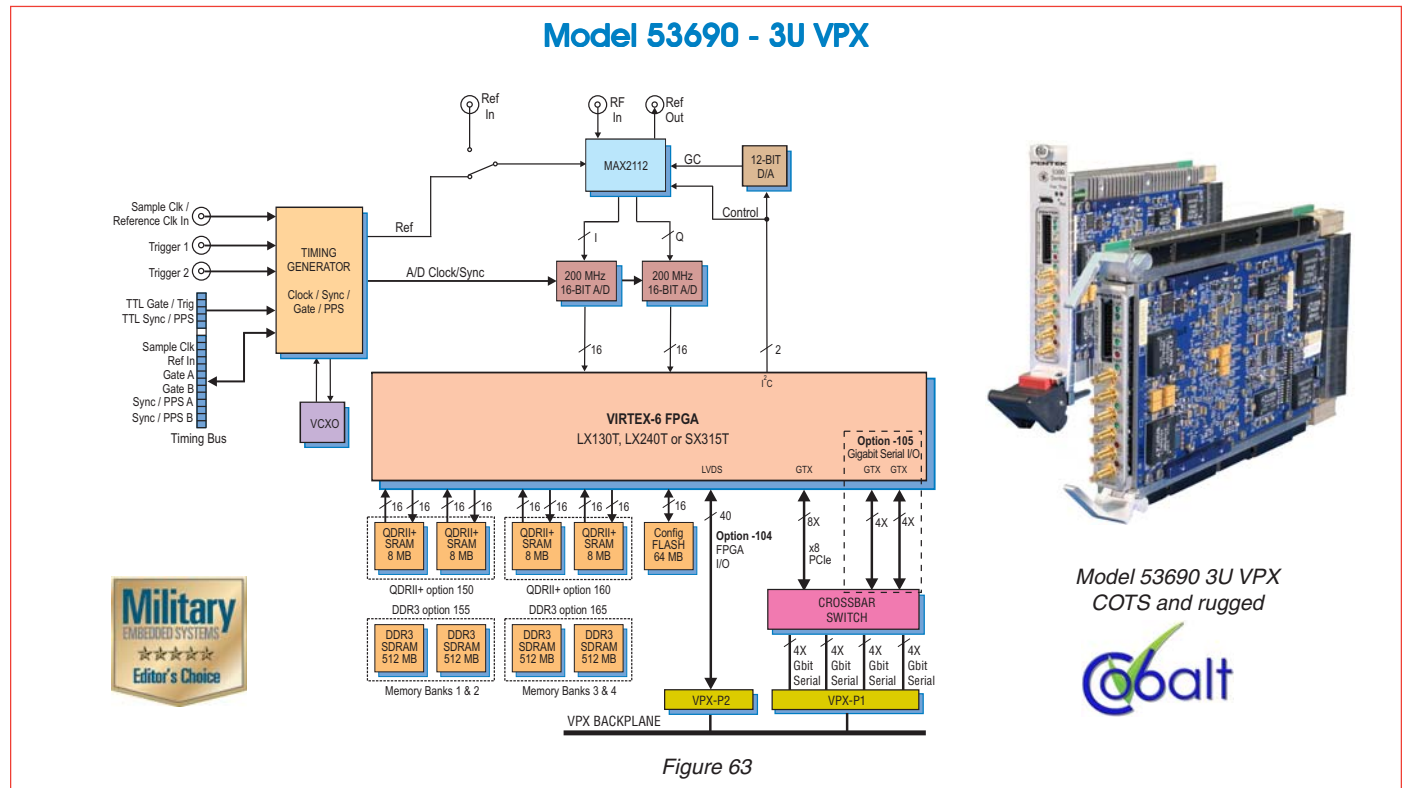 Model 53690 - 3U VPX
Ref
In
RF
In
Ref
Out
MAX2112
GC
12-BIT
D/A
Control
Sample Clk /
Reference Clk In
Trigger 1
Trigger 2
TTL Gate / Trig
TTL Sync / PPS
Sample Clk
Ref In
Gate A
Gate B
Sync / PPS A
Sync / PPS B
Timing Bus
TIMING
GENERATOR
Clock / Sync /
Gate / PPS
VCXO
Ref
A/D Clock/Sync
I
Q
200 MHz
16-BIT A/D
200 MHz
16-BIT A/D
16
16
2
I²C
VIRTEX-6 FPGA
LX130T, LX240T or SX315T
Option -105
Gigabit Serial I/O
LVDS
GTX
GTX
GTX
16
16
16
16
16
16
16
16
16
40
8X
4X
4X
QDRII+
SRAM
8 MB
QDRII+
SRAM
8 MB
QDRII+
SRAM
8 MB
QDRII+
SRAM
8 MB
Config
FLASH
64 MB
Option -104
FPGA
I/O
x8
PCIe
QDRII+ option 150
QDRII+ option 160
DDR3 option 155
DDR3 option 165
DDR3
SDRAM
512 MB
DDR3
SDRAM
512 MB
DDR3
SDRAM
512 MB
DDR3
SDRAM
512 MB
Memory Banks 1 & 2
Memory Banks 3 & 4
CROSSBAR
SWITCH
4X
Gbit
Serial
4X
Gbit
Serial
4X
Gbit
Serial
4X
Gbit
Serial
VPX-P2
VPX-P1
VPX BACKPLANE
Figure 63
Military
EMBEDDED SYSTEMS
Editor's Choice
PENTEK
Model 53690 3U VPX
COTS and rugged
Cobalt